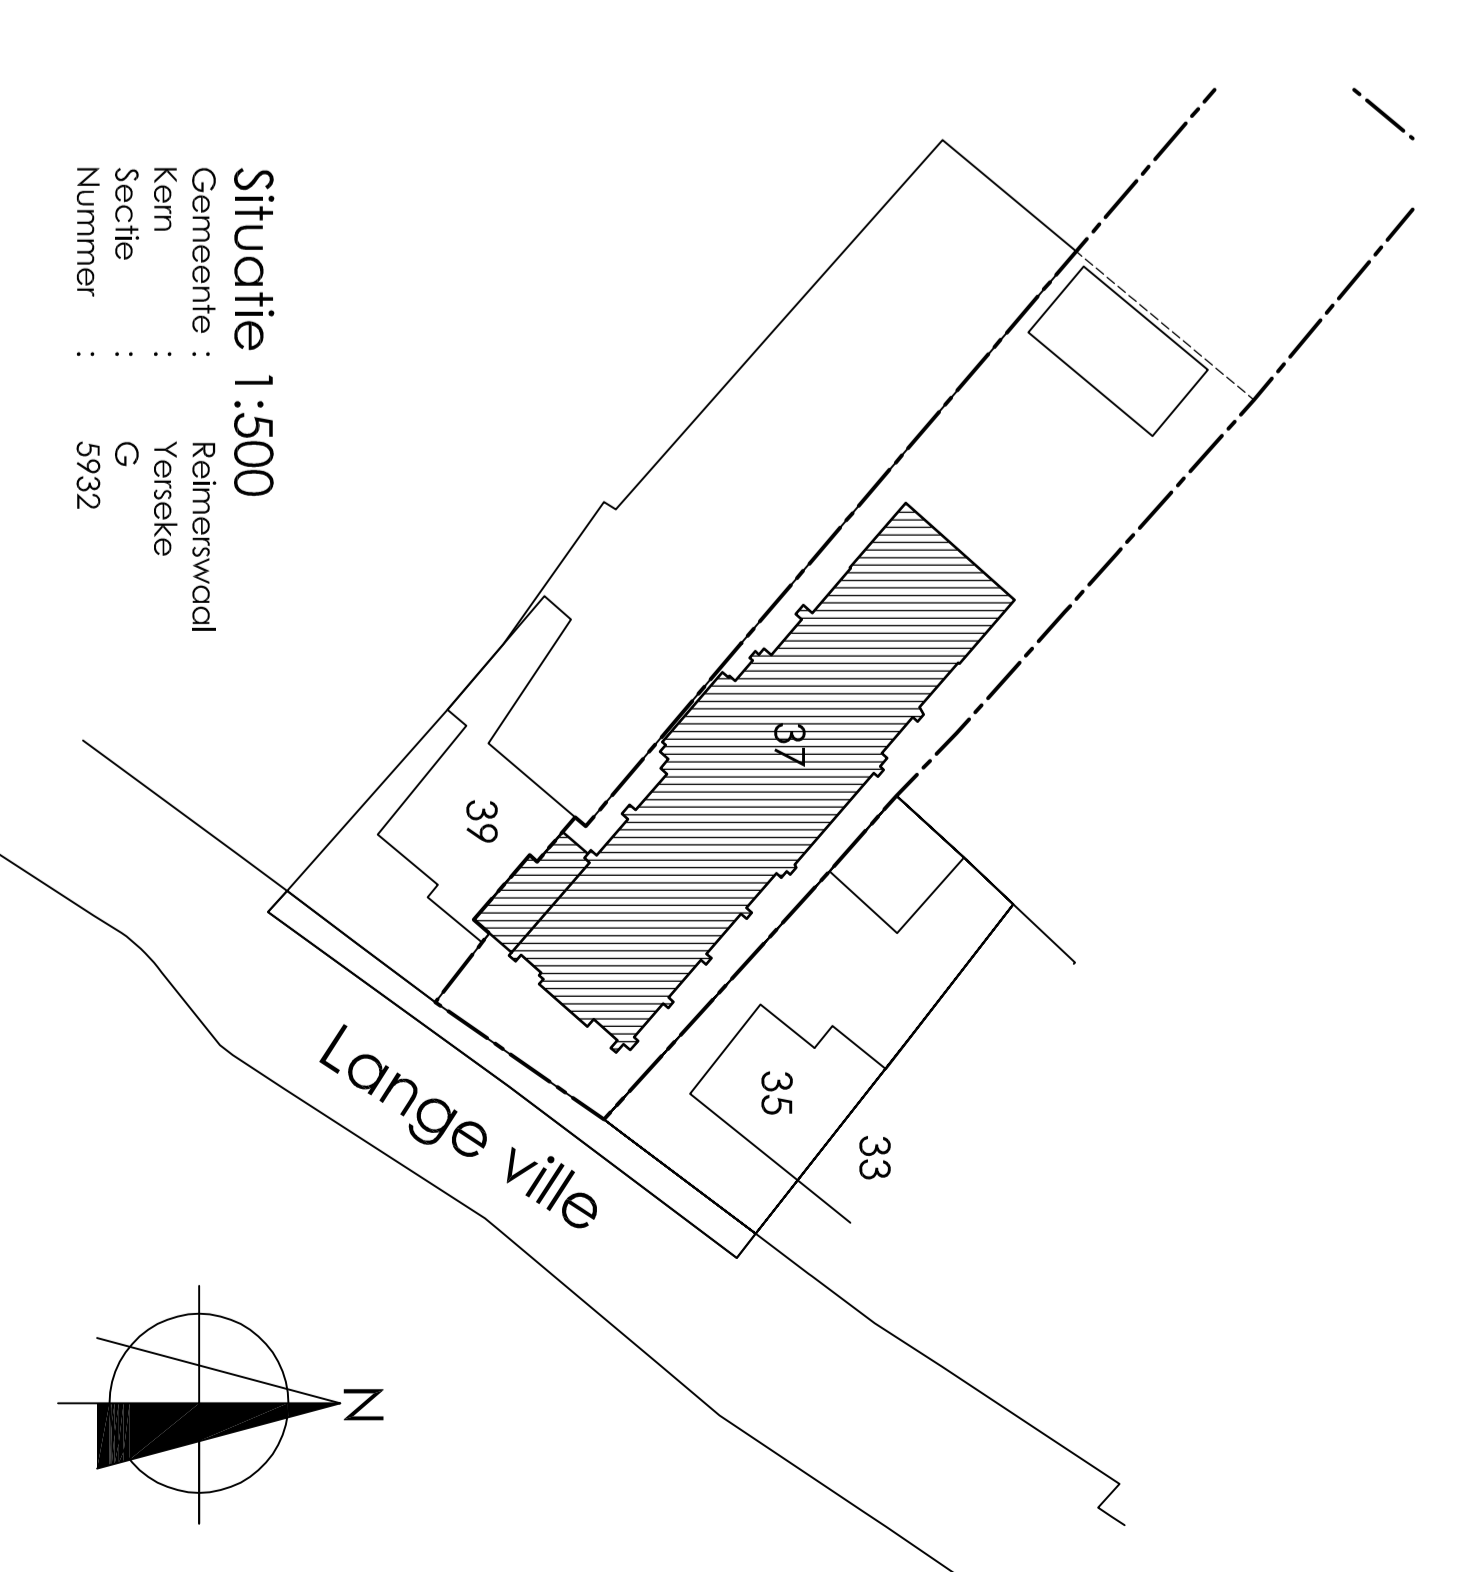 Situatie 1:500
Gemeente : Reimerswaal
Kern : Yerseke
Sectie : G
Nummer : 5932
37
39
35
33
Lange ville
N